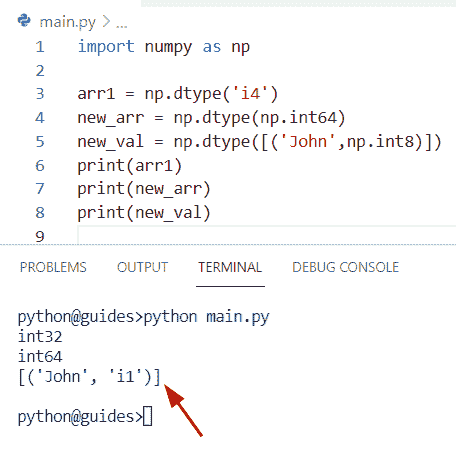 main.py > ...
1 import numpy as np
2
3 arr1 = np.dtype('i4')
4 new_arr = np.dtype(np.int64)
5 new_val = np.dtype([('John',np.int8)])
6 print(arr1)
7 print(new_arr)
8 print(new_val)
9
PROBLEMS OUTPUT TERMINAL DEBUG CONSOLE
python@guides>python main.py
int32
int64
[('John', 'i1')]
python@guides>